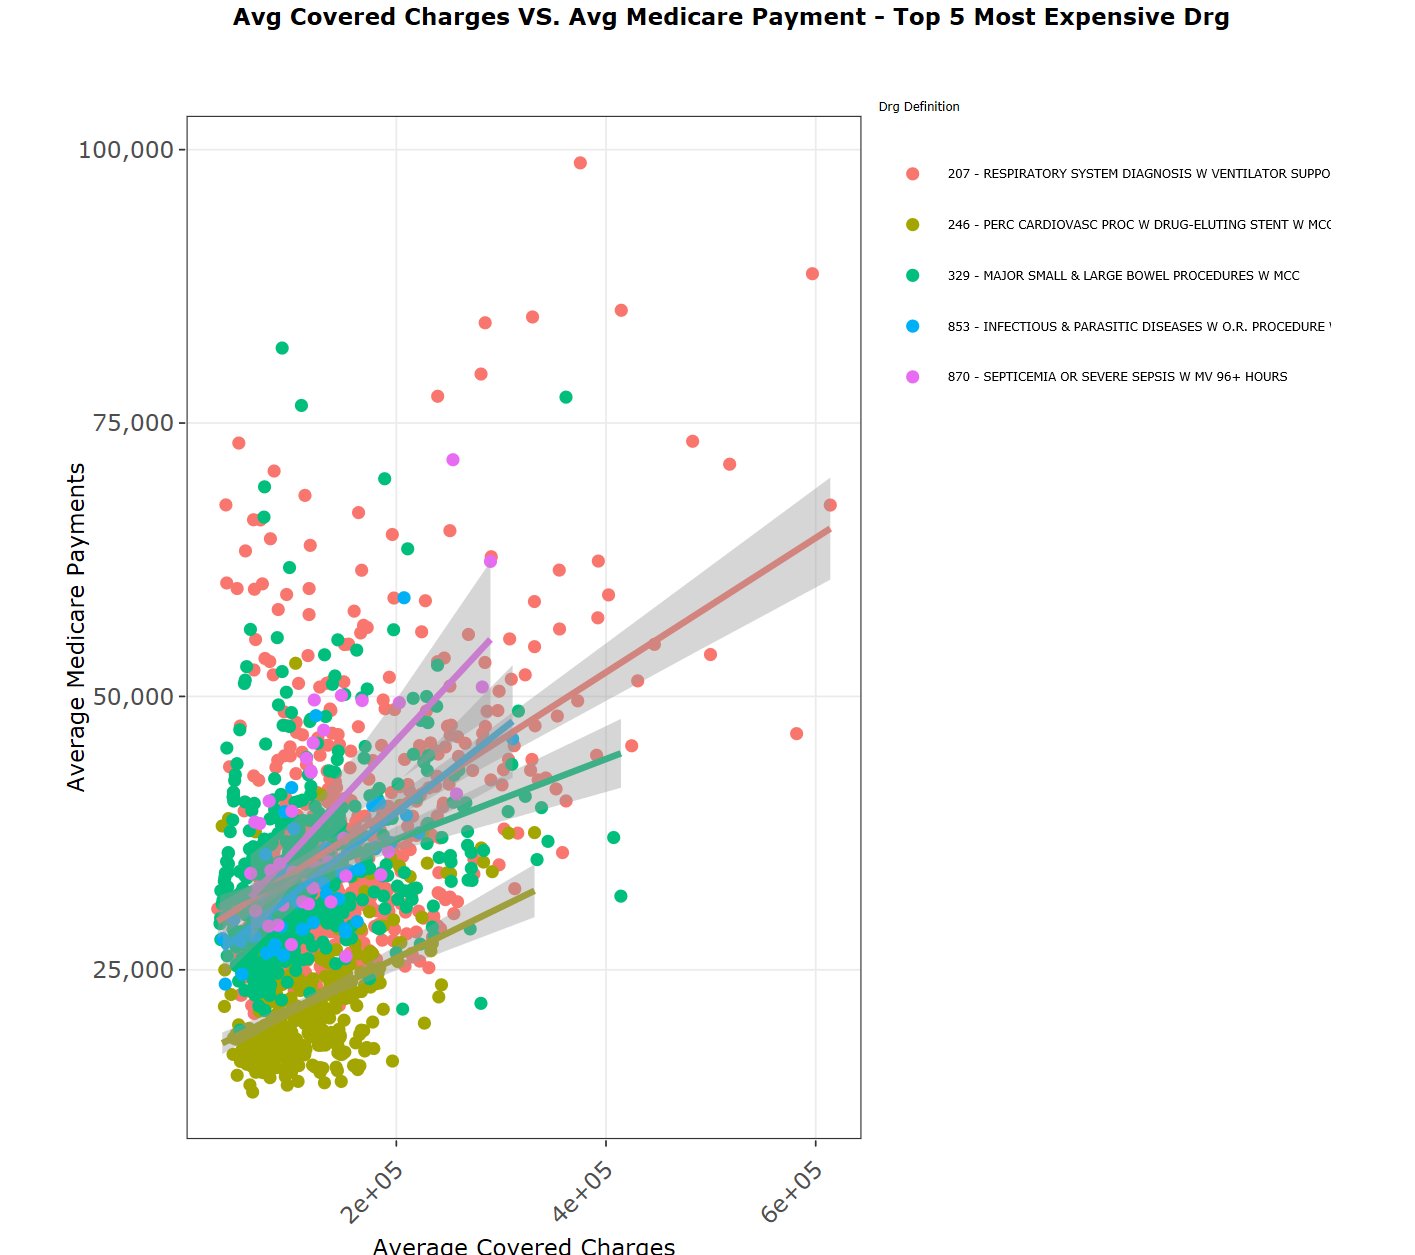 Avg Covered Charges VS. Avg Medicare Payment – Top 5 Most Expensive Drg
Drg Definition
207 - RESPIRATORY SYSTEM DIAGNOSIS W VENTILATOR SUPPO
246 - PERC CARDIOVASC PROC W DRUG-ELUTING STENT W MCC
329 - MAJOR SMALL & LARGE BOWEL PROCEDURES W MCC
853 - INFECTIOUS & PARASITIC DISEASES W O.R. PROCEDURE
870 - SEPTICEMIA OR SEVERE SEPSIS W MV 96+ HOURS
100,000
75,000
50,000
25,000
Average Medicare Payments
2e+05
4e+05
6e+05
Average Covered Charges